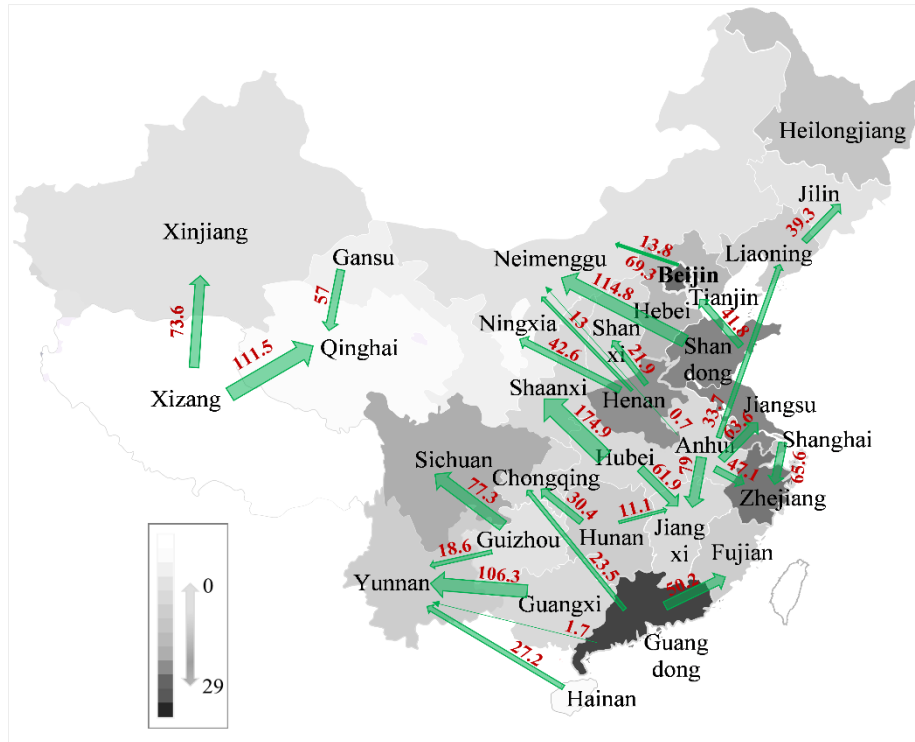 Heilongjiang
Jilin
39.3
Xinjiang
Gansu
Neimenggu
13.8
69.3
Beijin
Liaoning
Tianjin
114.8
Hebei
41.8
57
73.6
111.5
Qinghai
Ningxia
13
Shan
xi
42.6
21.9
Shan
dong
Xizang
Shaanxi
Henan
0.7
33.7
Jiangsu
63.6
174.9
Anhui
Shanghai
65.6
Sichuan
Chongqing
Hubei
61.9
79
47.1
Zhejiang
77.3
30.4
11.1
Hunan
Jiang
xi
Guizhou
18.6
23.5
Fujian
Yunnan
106.3
Guangxi
1.7
Guang
dong
27.2
Hainan
0
29